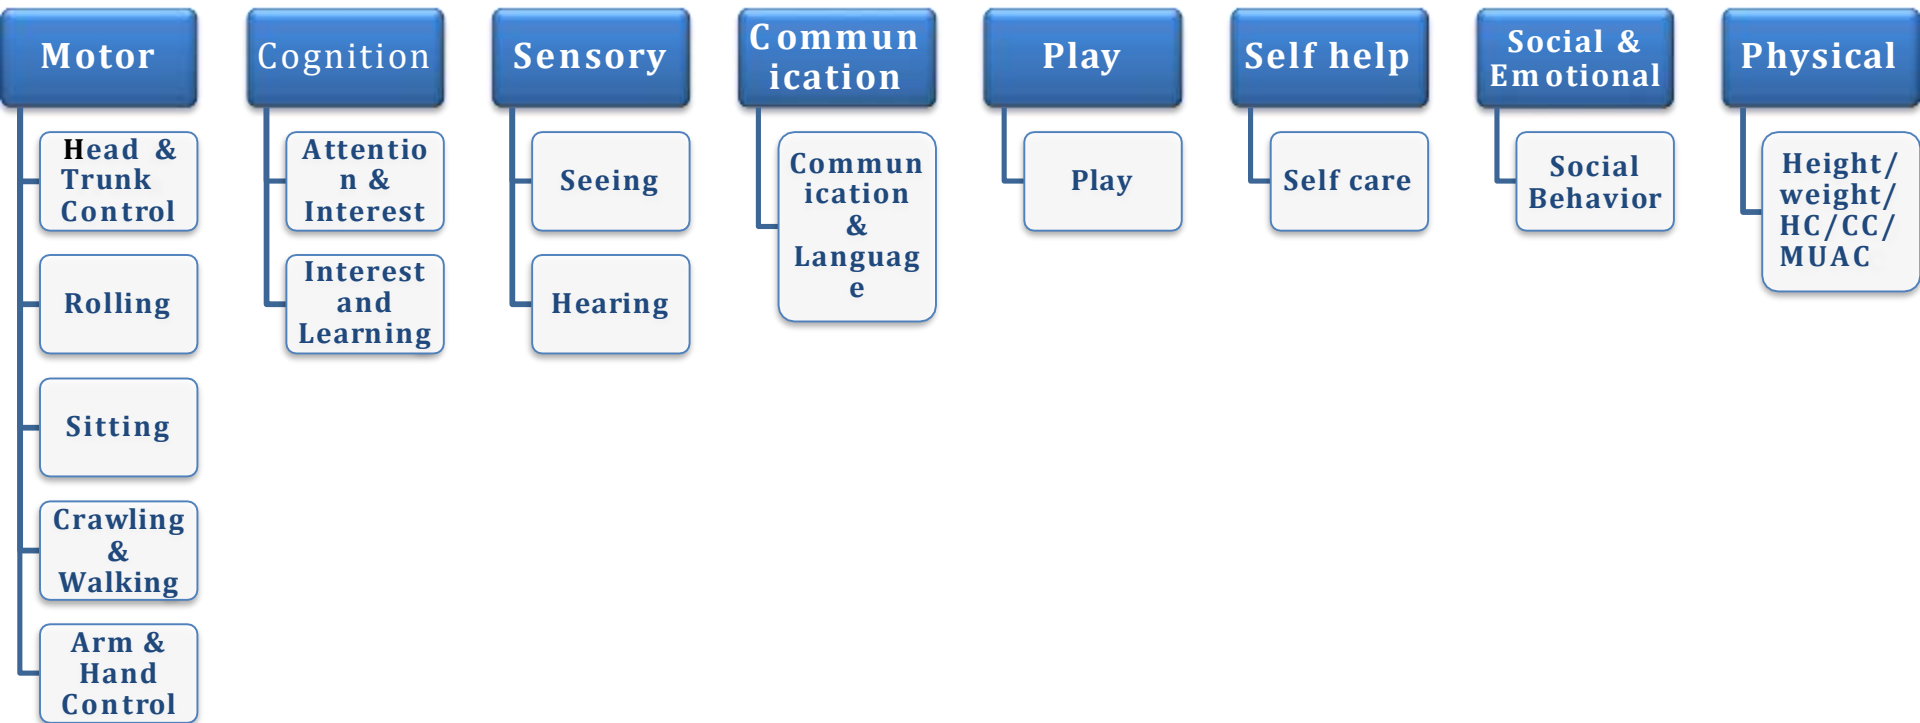 Motor
Head &
Trunk
Control
Rolling
Sitting
Crawling
&
Walking
Arm &
Hand
Control
Cognition
Attentio
n &
Interest
Interest
and
Learning
Sensory
Seeing
Hearing
Commun
ication
Commun
ication
&
Languag
e
Play
Play
Self help
Self care
Social &
Emotional
Social
Behavior
Physical
Height/
weight/
HC/CC/
MUAC